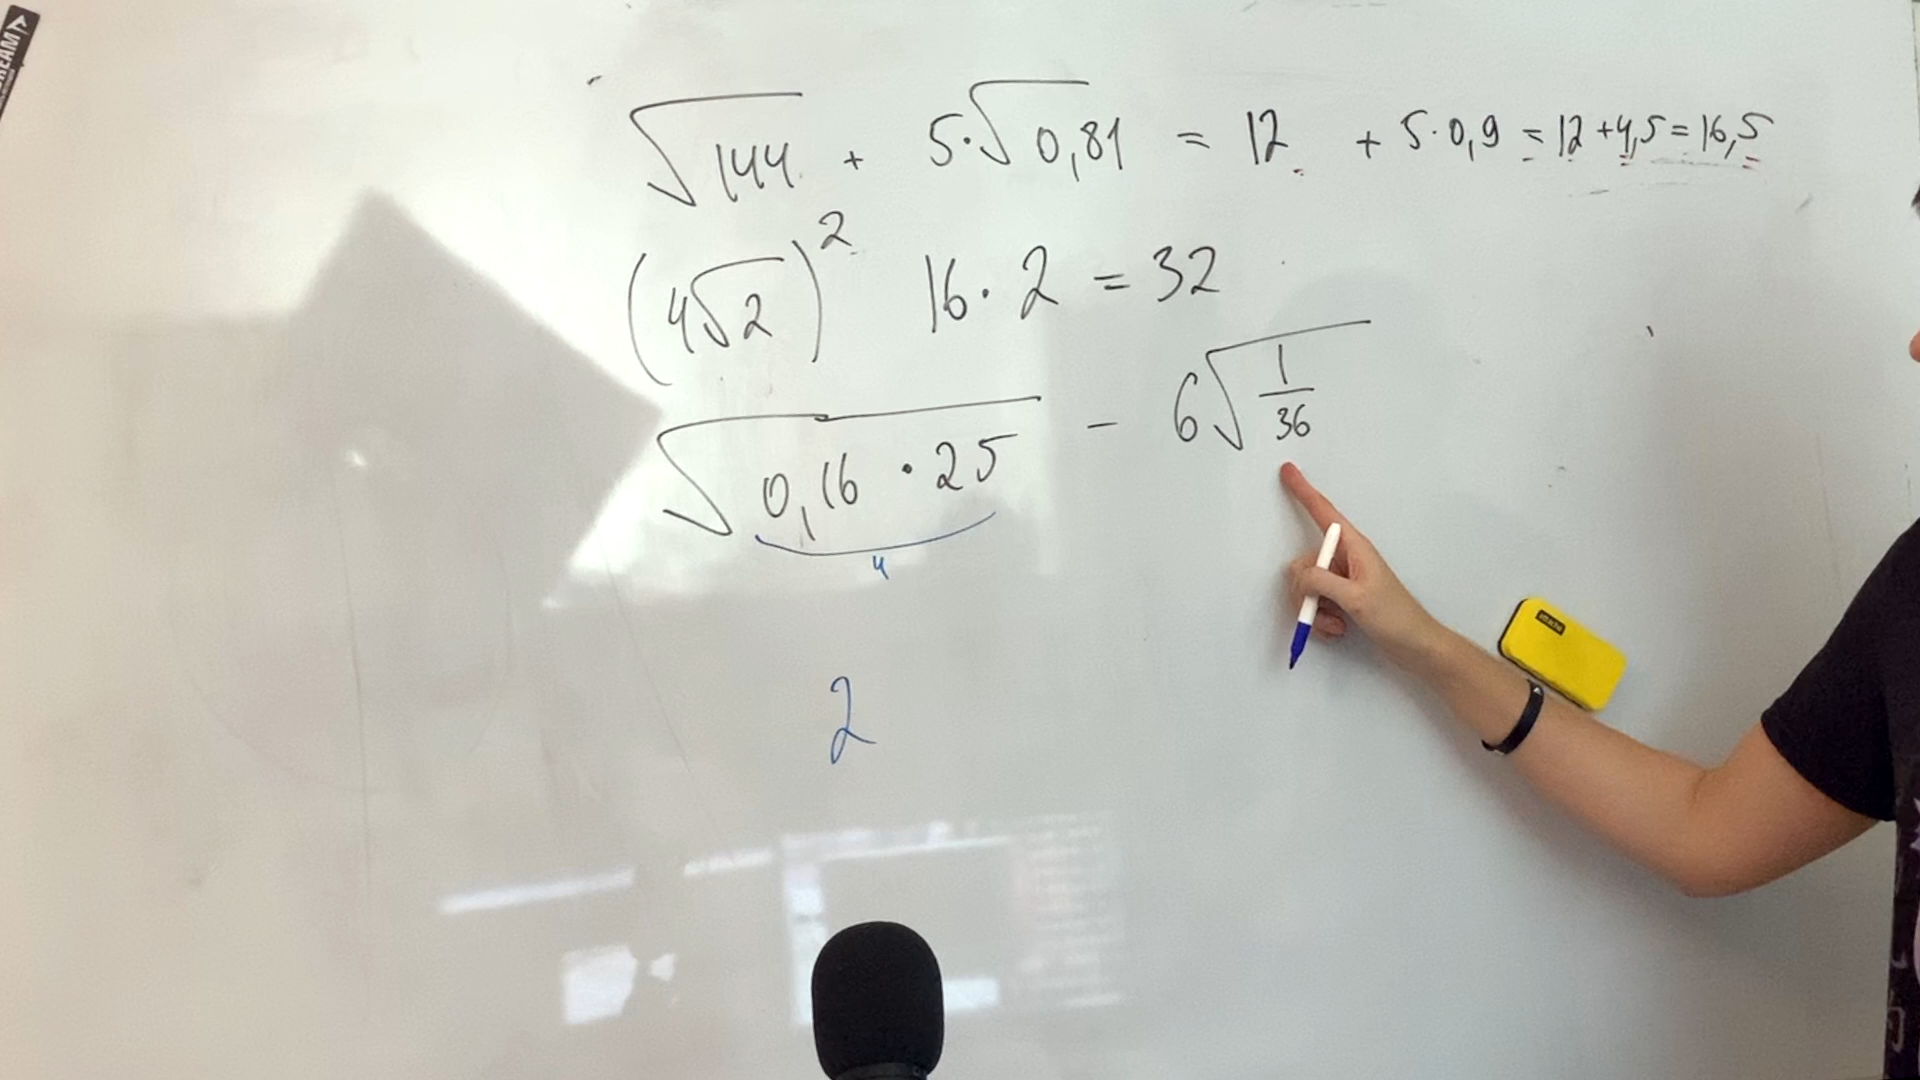 √144 + 5·√0,81 = 12 + 5·0,9 = 12 + 4,5 = 16,5
(4√2)² 16·2 = 32
√(0,16 · 25) - 6√(1/36)
4
2
attache